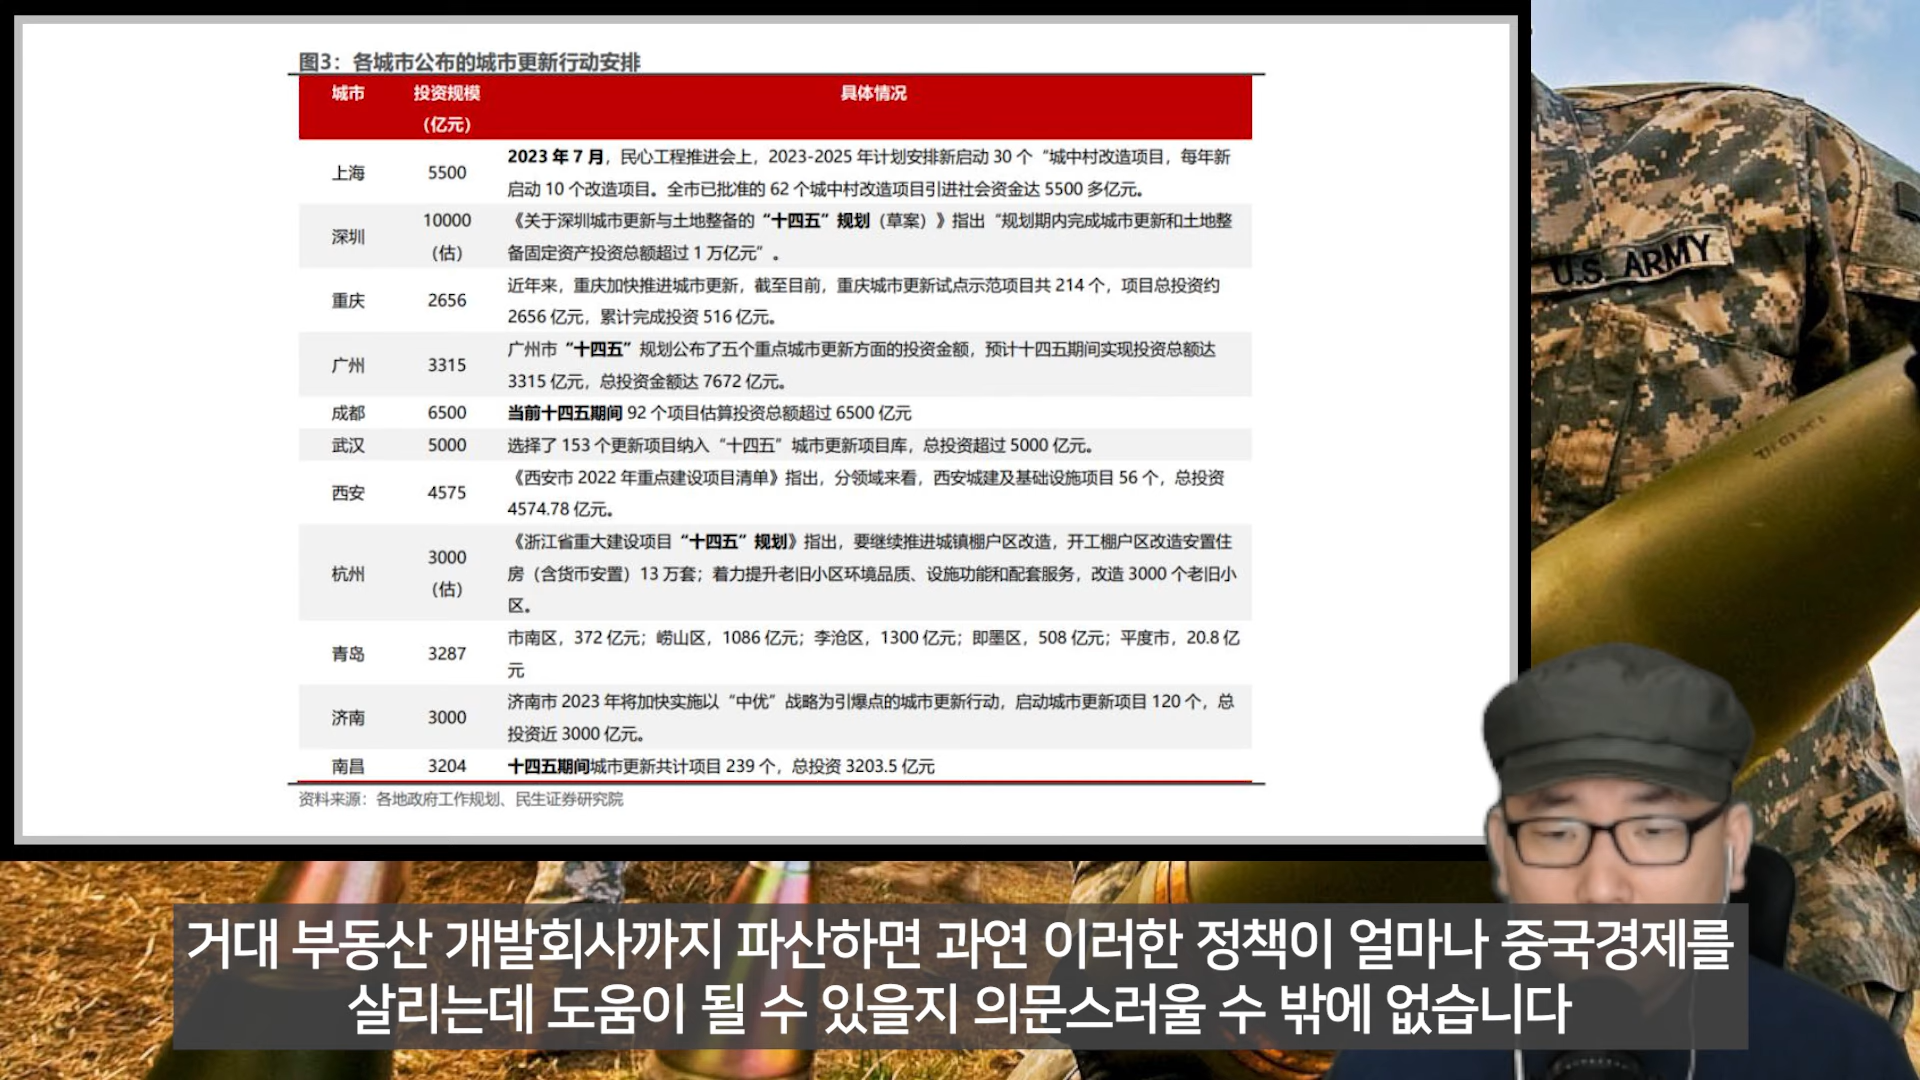 图3：各城市公布的城市更新行动安排
城市 投资规模 具体情况
（亿元）
上海 5500 2023 年 7 月，民心工程推进会上，2023-2025 年计划安排新启动 30 个“城中村改造项目，每年新
启动 10 个改造项目。全市已批准的 62 个城中村改造项目引进社会资金达 5500 多亿元。
深圳 10000 《关于深圳城市更新与土地整备的“十四五”规划（草案）》指出“规划期内完成城市更新和土地整
（估） 备固定资产投资总额超过 1 万亿元”。
重庆 2656 近年来，重庆加快推进城市更新，截至目前，重庆城市更新试点示范项目共 214 个，项目总投资约
2656 亿元，累计完成投资 516 亿元。
广州 3315 广州市“十四五”规划公布了五个重点城市更新方面的投资金额，预计十四五期间实现投资总额达
3315 亿元，总投资金额达 7672 亿元。
成都 6500 当前十四五期间 92 个项目估算投资总额超过 6500 亿元
武汉 5000 选择了 153 个更新项目纳入“十四五”城市更新项目库，总投资超过 5000 亿元。
西安 4575 《西安市 2022 年重点建设项目清单》指出，分领域来看，西安城建及基础设施项目 56 个，总投资
4574.78 亿元。
杭州 3000 《浙江省重大建设项目“十四五”规划》指出，要继续推进城镇棚户区改造，开工棚户区改造安置住
（估） 房（含货币安置）13 万套；着力提升老旧小区环境品质、设施功能和配套服务，改造 3000 个老旧小
区。
青岛 3287 市南区，372 亿元；崂山区，1086 亿元；李沧区，1300 亿元；即墨区，508 亿元；平度市，20.8 亿
元
济南 3000 济南市 2023 年将加快实施以“中优”战略为引爆点的城市更新行动，启动城市更新项目 120 个，总
投资近 3000 亿元。
南昌 3204 十四五期间城市更新共计项目 239 个，总投资 3203.5 亿元
资料来源：各地政府工作规划、民生证券研究院
U.S. ARMY
거대 부동산 개발회사까지 파산하면 과연 이러한 정책이 얼마나 중국경제를
살리는데 도움이 될 수 있을지 의문스러울 수 밖에 없습니다